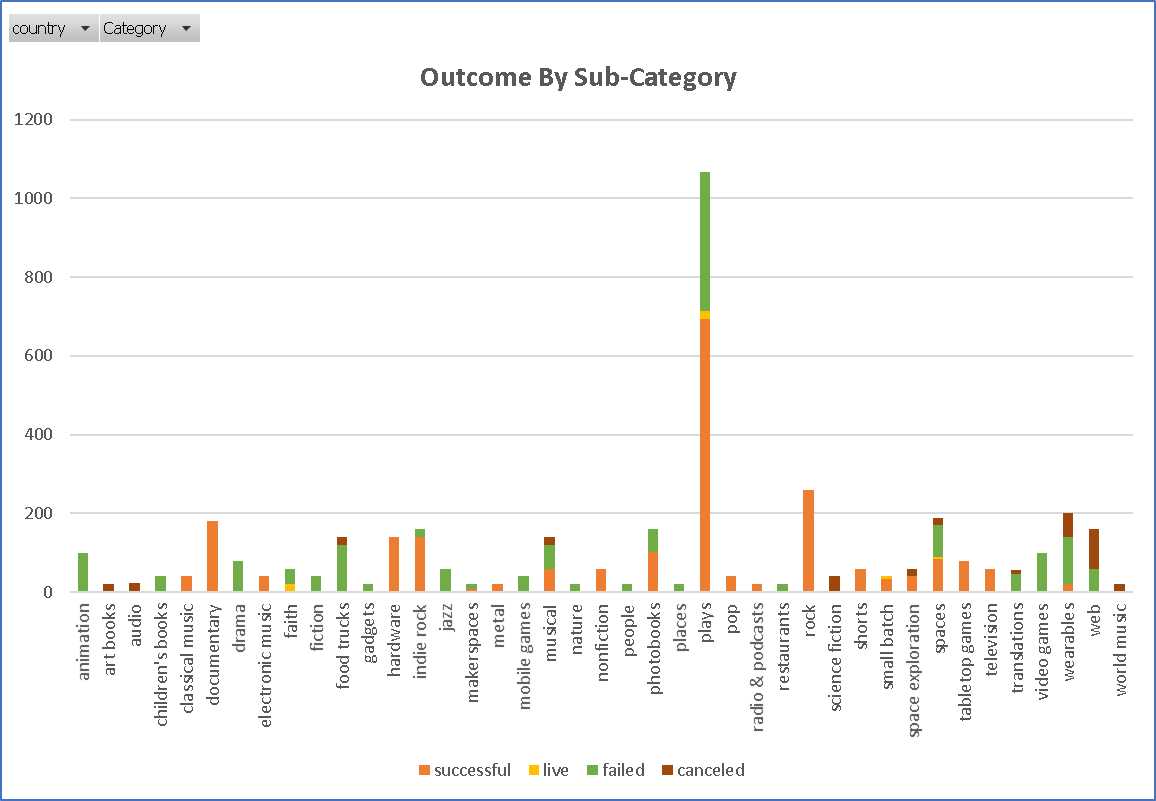 country Category
Outcome By Sub-Category
1200
1000
800
600
400
200
0
animation
art books
audio
children's books
classical music
documentary
drama
electronic music
faith
fiction
food trucks
gadgets
hardware
indie rock
jazz
makerspaces
metal
mobile games
musical
nature
nonfiction
people
photobooks
places
plays
pop
radio & podcasts
restaurants
rock
science fiction
shorts
small batch
space exploration
spaces
tabletop games
television
translations
video games
wearables
web
world music
successful live failed canceled